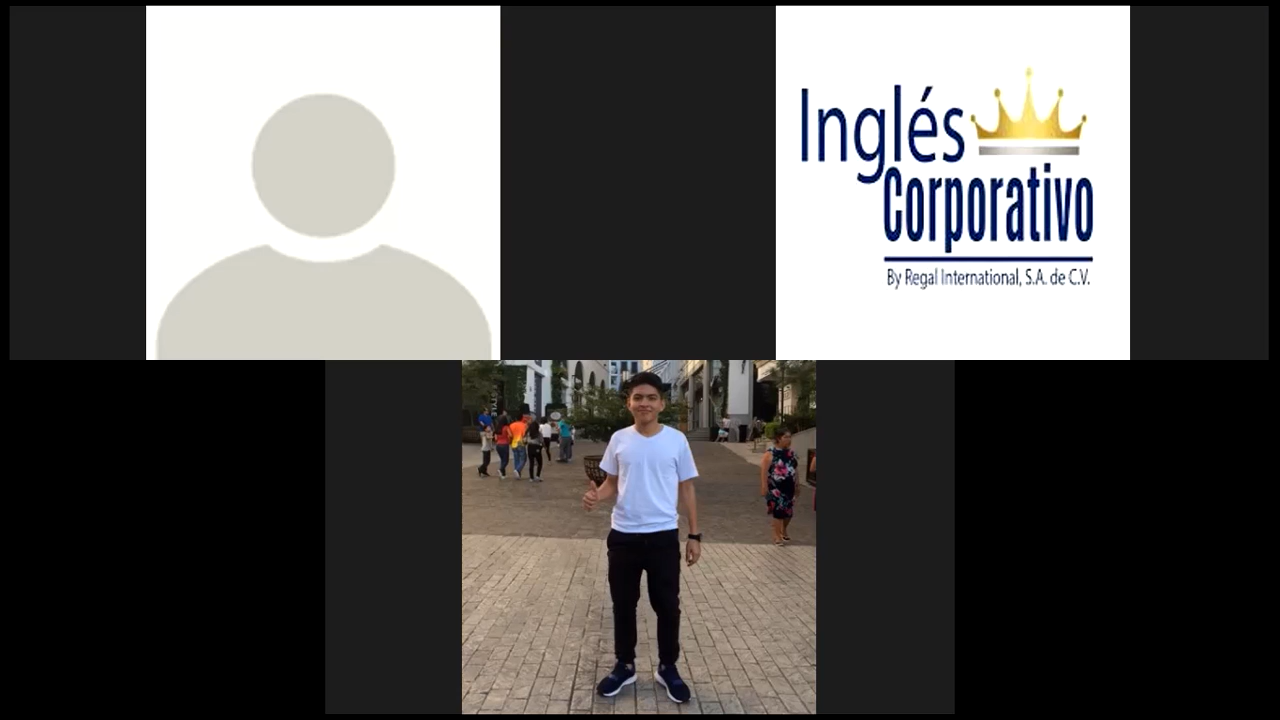 Inglés
Corporativo
By Regal International, S.A. de C.V.